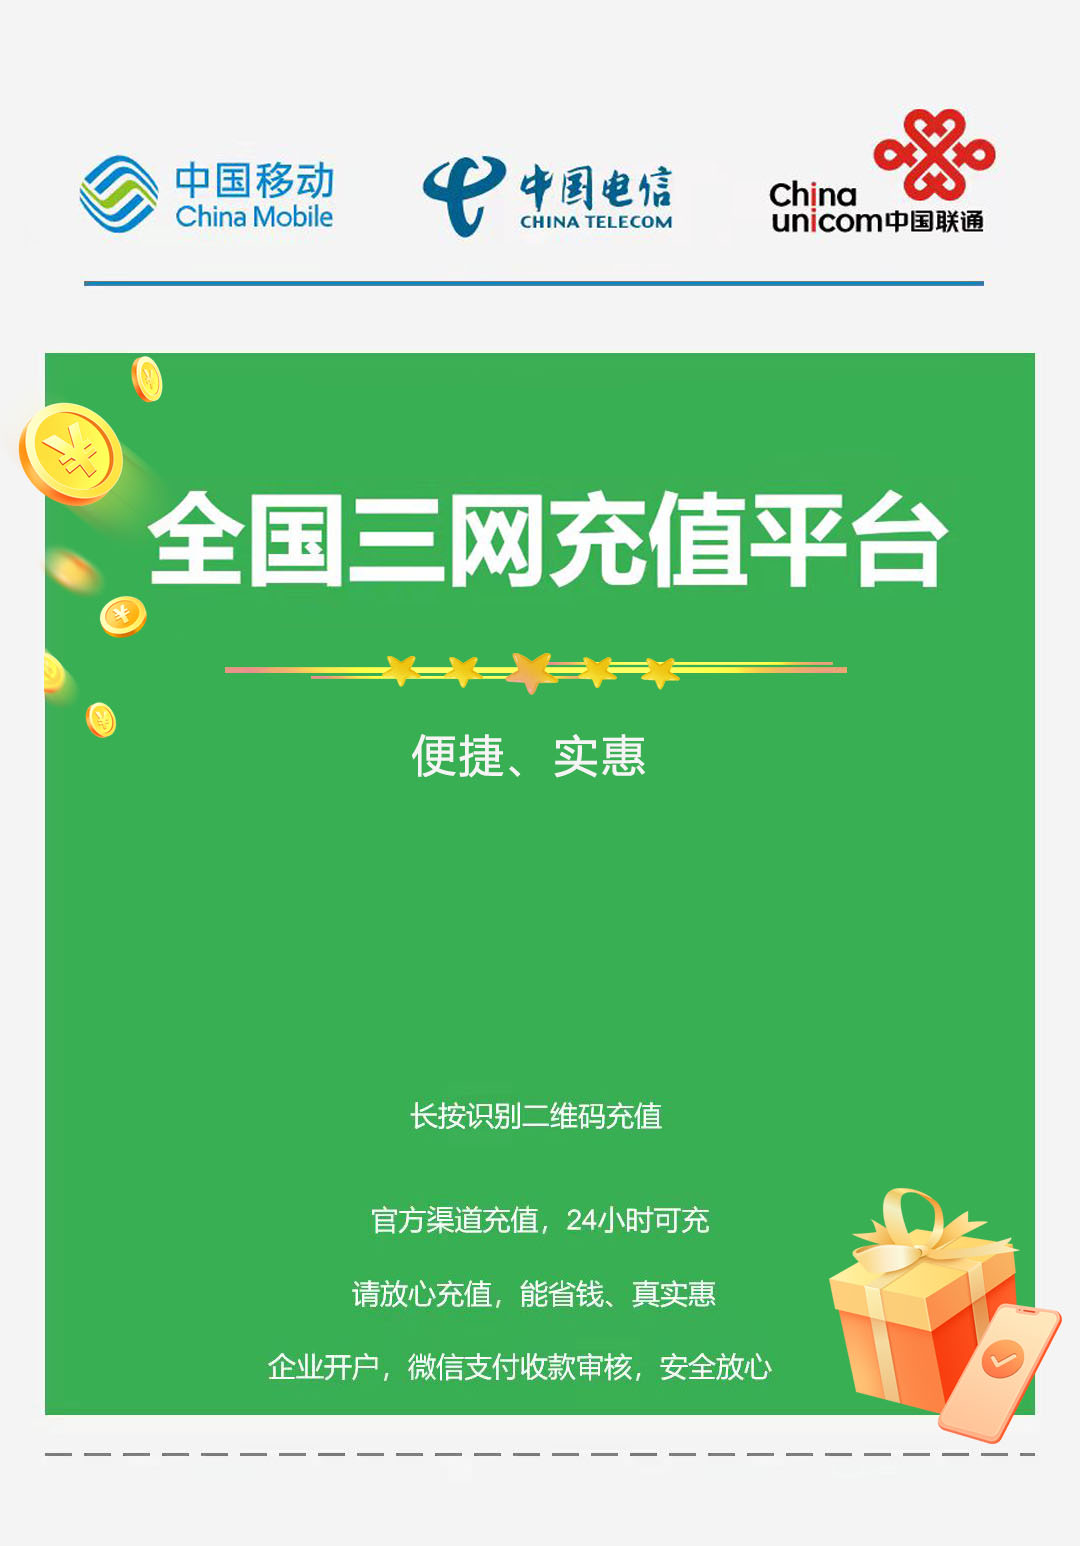 中国移动
China Mobile
中国电信
CHINA TELECOM
China
unicom中国联通
全国三网充值平台
便捷、实惠
长按识别二维码充值
官方渠道充值，24小时可充
请放心充值，能省钱、真实惠
企业开户，微信支付收款审核，安全放心